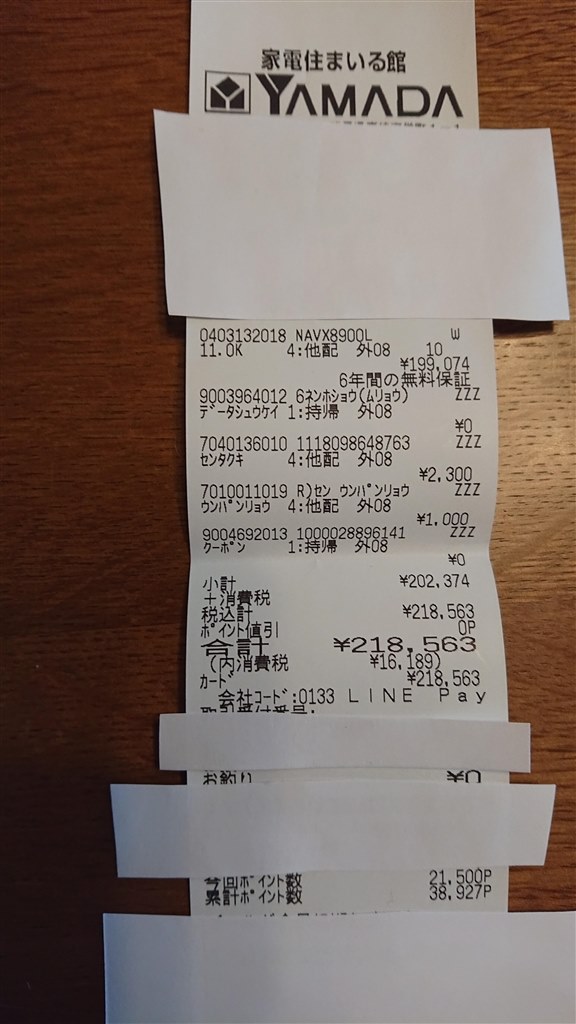 家電住まいる館
YAMADA
0403132018 NAVX8900L W
11.0K 4:他配 外08 10
¥199,074
6年間の無料保証
9003964012 6ネンホショウ(ムリョウ) ZZZ
データシュウケイ 1:持帰 外08
¥0
7040136010 1118098648763 ZZZ
センタクキ 4:他配 外08
¥2,300
7010011019 R)セン ウンパンリョウ ZZZ
ウンパンリョウ 4:他配 外08
¥1,000
9004692013 1000028896141 ZZZ
クーポン 1:持帰 外08
¥0
小計 ¥202,374
+消費税
税込計 ¥218,563
ポイント値引 0P
合計 ¥218,563
(内消費税 ¥16,189)
カード ¥218,563
会社コード:0133 LINE Pay
取引受付番号:
お釣り ¥0
今回ポイント数 21,500P
累計ポイント数 38,927P